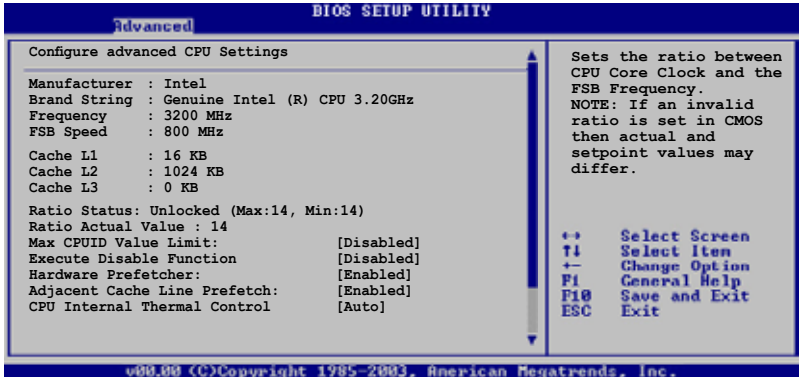 BIOS SETUP UTILITY
Advanced
Configure advanced CPU Settings
Manufacturer : Intel
Brand String : Genuine Intel (R) CPU 3.20GHz
Frequency : 3200 MHz
FSB Speed : 800 MHz
Cache L1 : 16 KB
Cache L2 : 1024 KB
Cache L3 : 0 KB
Ratio Status: Unlocked (Max:14, Min:14)
Ratio Actual Value : 14
Max CPUID Value Limit: [Disabled]
Execute Disable Function [Disabled]
Hardware Prefetcher: [Enabled]
Adjacent Cache Line Prefetch: [Enabled]
CPU Internal Thermal Control [Auto]
Sets the ratio between
CPU Core Clock and the
FSB Frequency.
NOTE: If an invalid
ratio is set in CMOS
then actual and
setpoint values may
differ.
←→ Select Screen
↑↓ Select Item
+- Change Option
F1 General Help
F10 Save and Exit
ESC Exit
v00.00 (C)Copyright 1985-2003, American Megatrends, Inc.